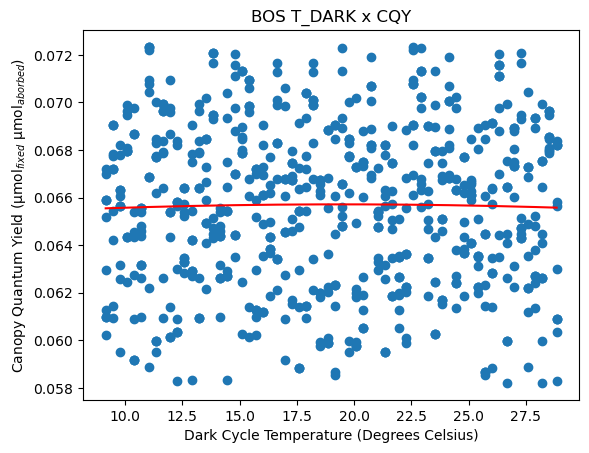 BOS T_DARK x CQY
Canopy Quantum Yield (μmol_fixed μmol_aborbed)
0.072
0.070
0.068
0.066
0.064
0.062
0.060
0.058
10.0 12.5 15.0 17.5 20.0 22.5 25.0 27.5
Dark Cycle Temperature (Degrees Celsius)